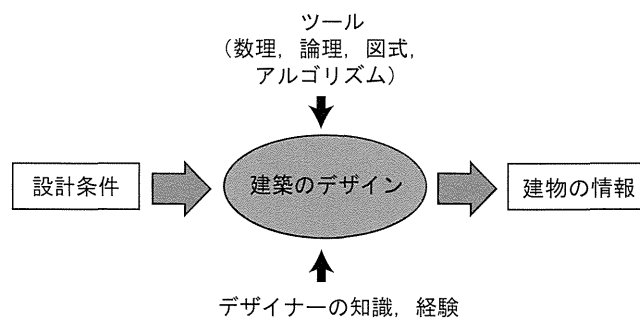 ツール
（数理，論理，図式，
アルゴリズム）
設計条件
建築のデザイン
建物の情報
デザイナーの知識，経験